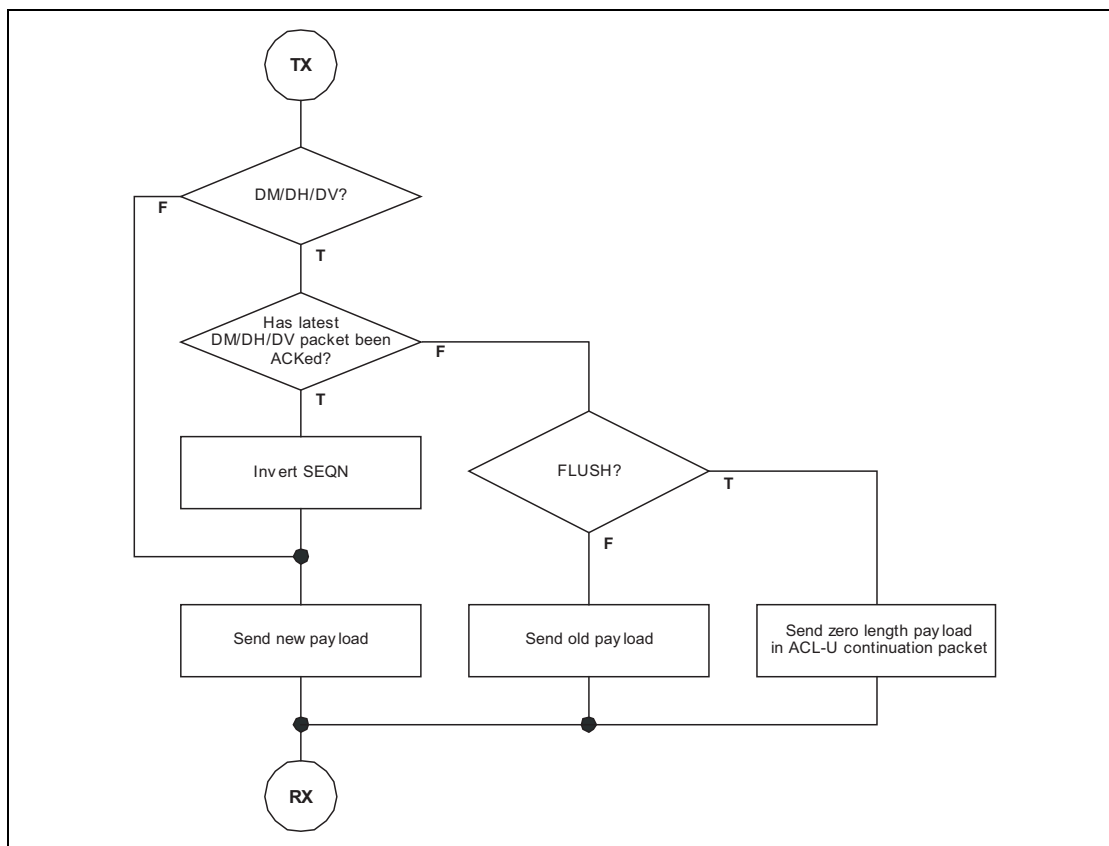 TX
DM/DH/DV?
F
T
Has latest
DM/DH/DV packet been
ACKed?
F
T
Invert SEQN
FLUSH?
T
F
Send new payload
Send old payload
Send zero length payload
in ACL-U continuation packet
RX